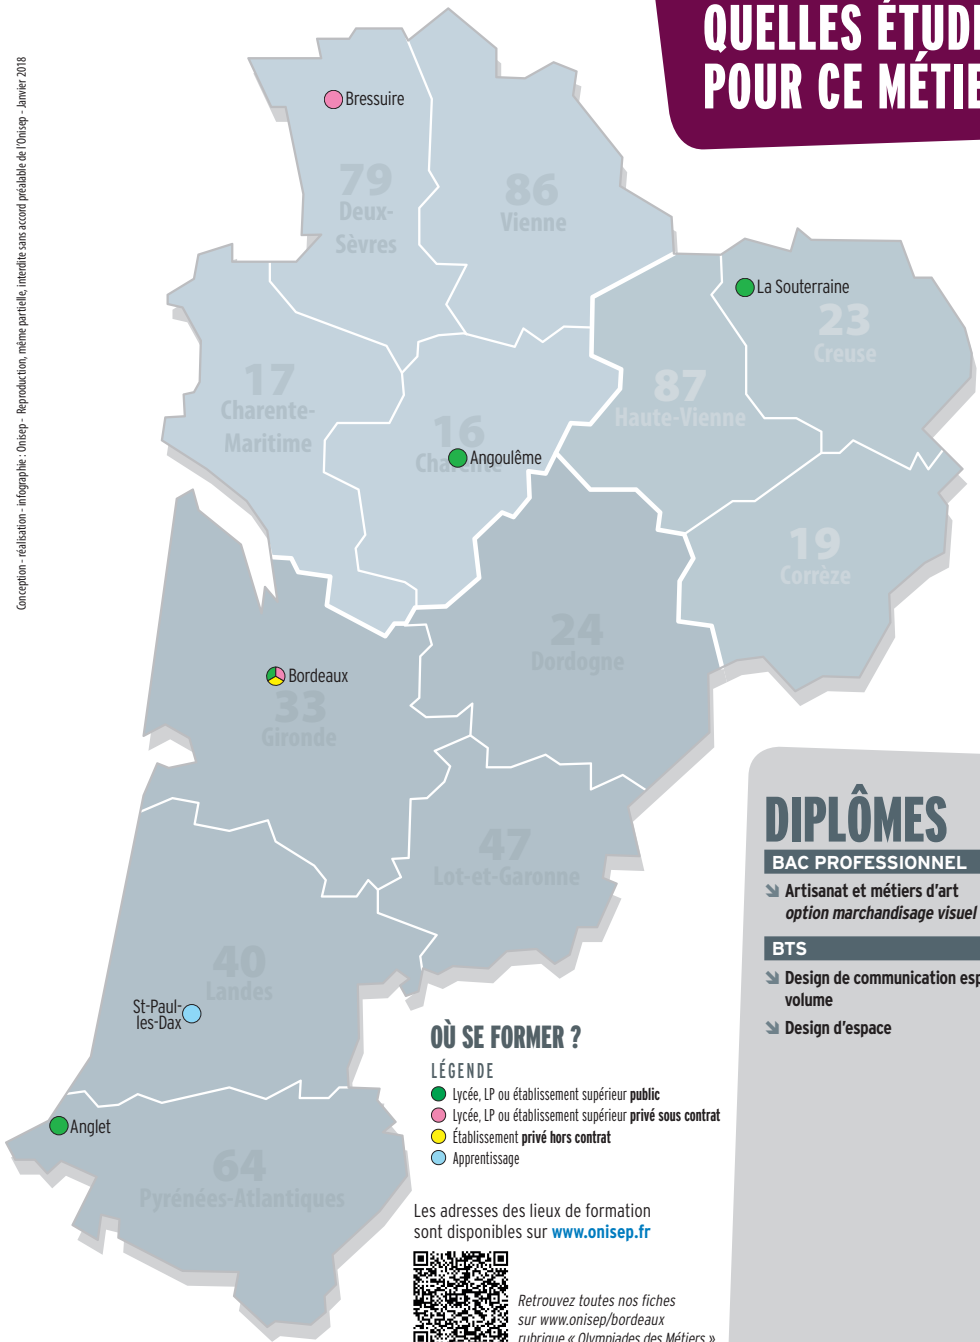 QUELLES ÉTUD
POUR CE MÉTIE
Conception - réalisation - infographie : Onisep - Reproduction, même partielle, interdite sans accord préalable de l'Onisep - Janvier 2018
Bressuire
79
Deux-
Sèvres
86
Vienne
La Souterraine
23
Creuse
17
Charente-
Maritime
87
Haute-Vienne
16
Charente
Angoulême
19
Corrèze
24
Dordogne
Bordeaux
33
Gironde
47
Lot-et-Garonne
40
Landes
St-Paul-
les-Dax
Anglet
64
Pyrénées-Atlantiques
DIPLÔMES
BAC PROFESSIONNEL
Artisanat et métiers d'art
option marchandisage visuel
BTS
Design de communication esp
volume
Design d'espace
OÙ SE FORMER ?
LÉGENDE
Lycée, LP ou établissement supérieur public
Lycée, LP ou établissement supérieur privé sous contrat
Établissement privé hors contrat
Apprentissage
Les adresses des lieux de formation
sont disponibles sur www.onisep.fr
Retrouvez toutes nos fiches
sur www.onisep/bordeaux
rubrique « Olympiades des Métiers »